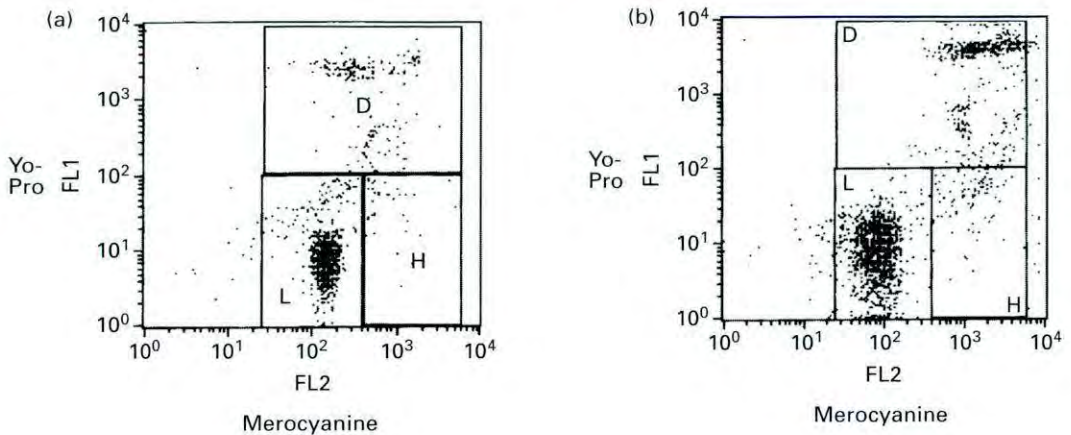 (a)
10⁴
10³
10²
10¹
10⁰
Yo-
Pro
FL1
D
L
H
10⁰ 10¹ 10² 10³ 10⁴
FL2
Merocyanine
(b)
10⁴
10³
10²
10¹
10⁰
Yo-
Pro
FL1
D
L
H
10⁰ 10¹ 10² 10³ 10⁴
FL2
Merocyanine